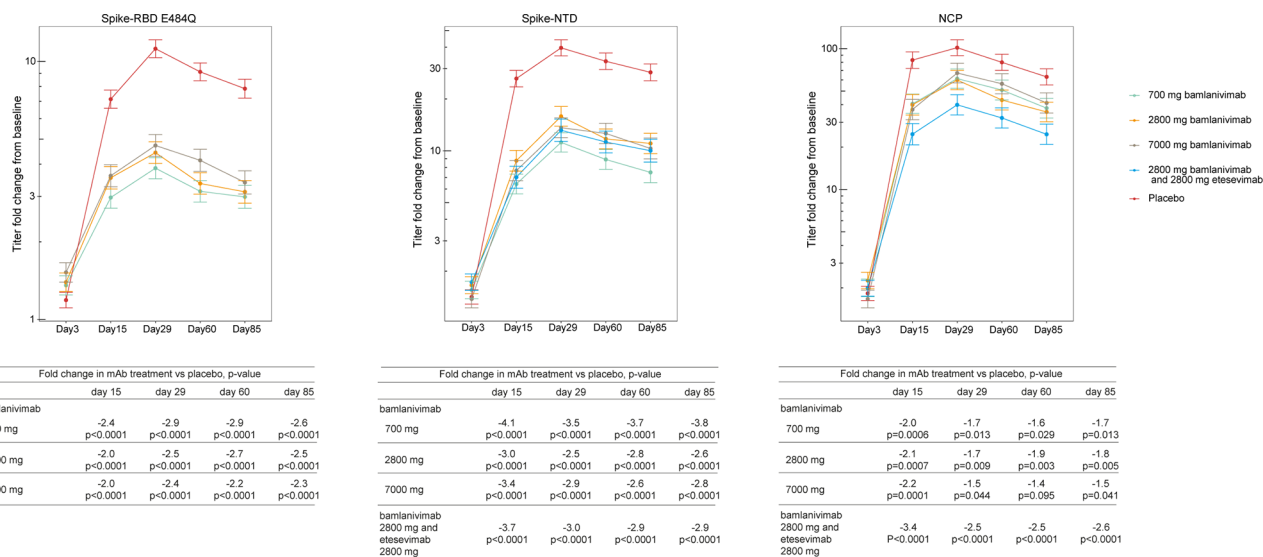 Spike-RBD E484Q
Titer fold change from baseline
10
3
1
Day3 Day15 Day29 Day60 Day85
Spike-NTD
Titer fold change from baseline
30
10
3
Day3 Day15 Day29 Day60 Day85
NCP
Titer fold change from baseline
100
30
10
3
Day3 Day15 Day29 Day60 Day85
700 mg bamlanivimab
2800 mg bamlanivimab
7000 mg bamlanivimab
2800 mg bamlanivimab
and 2800 mg etesevimab
Placebo
Fold change in mAb treatment vs placebo, p-value
day 15 day 29 day 60 day 85
lanivimab
mg -2.4 -2.9 -2.9 -2.6
p<0.0001 p<0.0001 p<0.0001 p<0.0001
00 mg -2.0 -2.5 -2.7 -2.5
p<0.0001 p<0.0001 p<0.0001 p<0.0001
00 mg -2.0 -2.4 -2.2 -2.3
p<0.0001 p<0.0001 p<0.0001 p<0.0001
Fold change in mAb treatment vs placebo, p-value
day 15 day 29 day 60 day 85
bamlanivimab
700 mg -4.1 -3.5 -3.7 -3.8
p<0.0001 p<0.0001 p<0.0001 p<0.0001
2800 mg -3.0 -2.5 -2.8 -2.6
p<0.0001 p<0.0001 p<0.0001 p<0.0001
7000 mg -3.4 -2.9 -2.6 -2.8
p<0.0001 p<0.0001 p<0.0001 p<0.0001
bamlanivimab
2800 mg and -3.7 -3.0 -2.9 -2.9
etesevimab p<0.0001 p<0.0001 p<0.0001 p<0.0001
2800 mg
Fold change in mAb treatment vs placebo, p-value
day 15 day 29 day 60 day 85
bamlanivimab
700 mg -2.0 -1.7 -1.6 -1.7
p=0.0006 p=0.013 p=0.029 p=0.013
2800 mg -2.1 -1.7 -1.9 -1.8
p=0.0007 p=0.009 p=0.003 p=0.005
7000 mg -2.2 -1.5 -1.4 -1.5
p=0.0001 p=0.044 p=0.095 p=0.041
bamlanivimab
2800 mg and -3.4 -2.5 -2.5 -2.6
etesevimab P<0.0001 p<0.0001 p<0.0001 p<0.0001
2800 mg